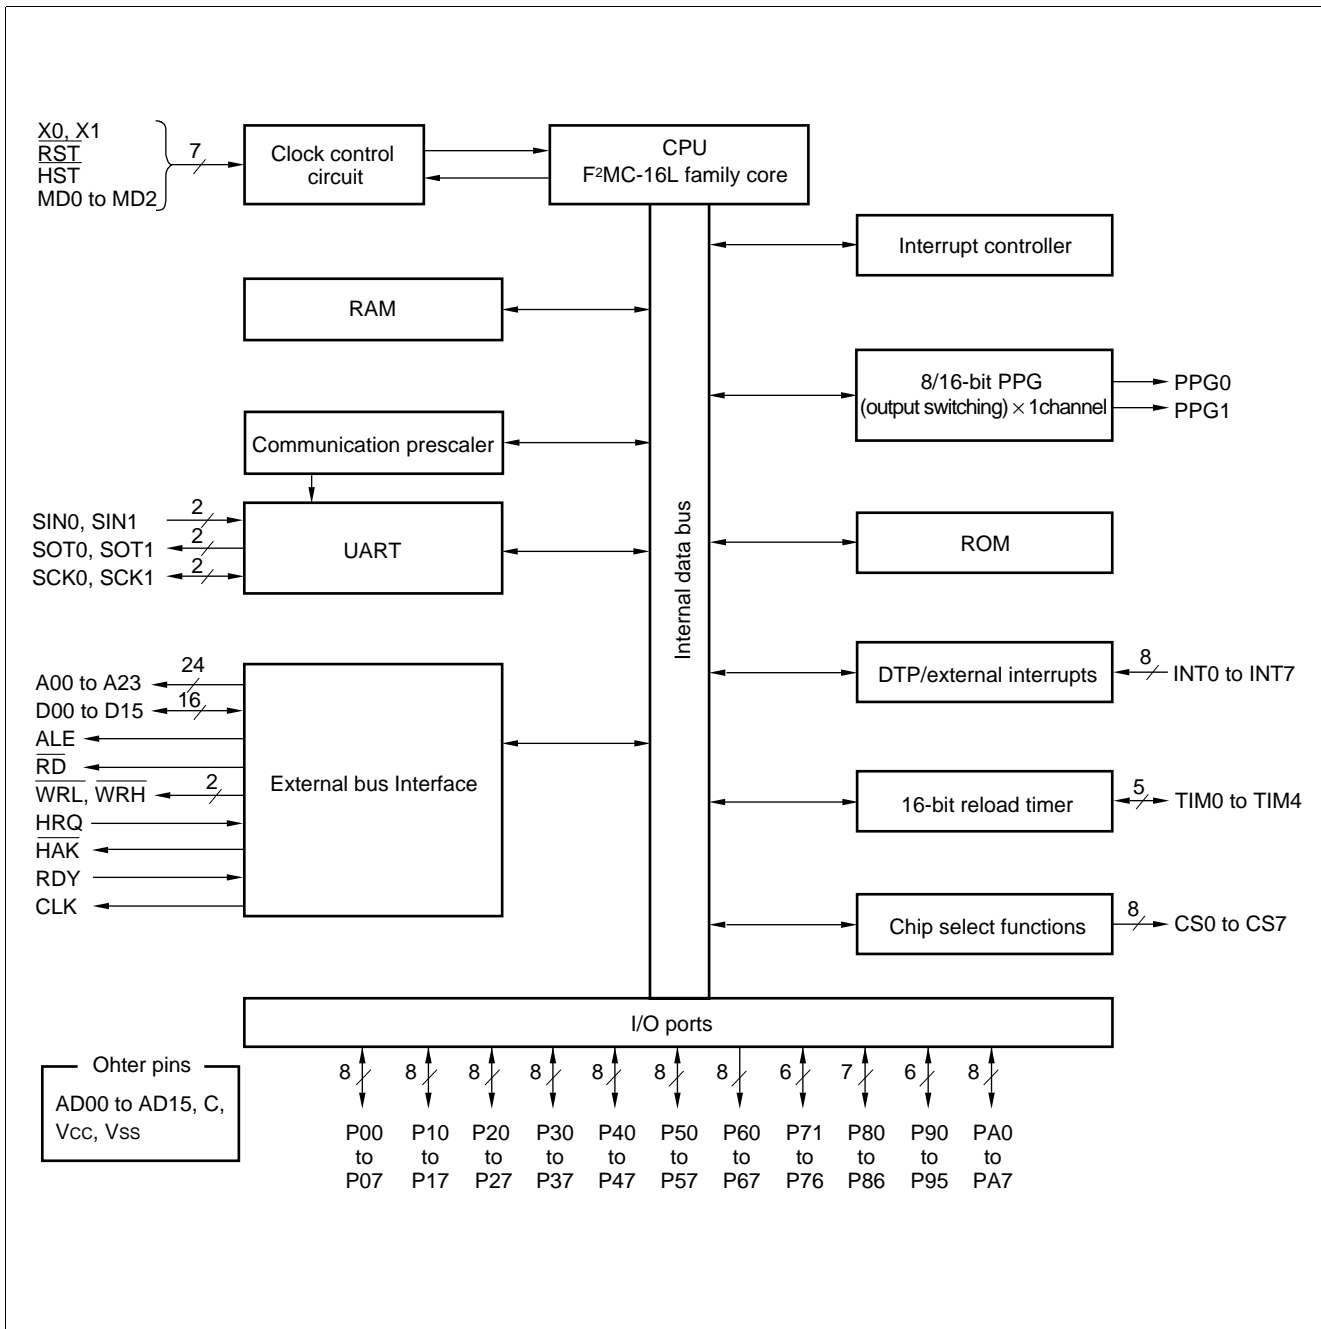 X0, X1
RST
HST
MD0 to MD2
7
Clock control
circuit
CPU
F²MC-16L family core
Interrupt controller
RAM
8/16-bit PPG
(output switching) × 1channel
PPG0
PPG1
Communication prescaler
SIN0, SIN1
2
SOT0, SOT1
2
SCK0, SCK1
2
UART
Internal data bus
ROM
DTP/external interrupts
8
INT0 to INT7
A00 to A23
24
D00 to D15
16
ALE
RD
WRL, WRH
2
HRQ
HAK
RDY
CLK
External bus Interface
16-bit reload timer
5
TIM0 to TIM4
Chip select functions
8
CS0 to CS7
I/O ports
8 8 8 8 8 8 8 6 7 6 8
P00 P10 P20 P30 P40 P50 P60 P71 P80 P90 PA0
to to to to to to to to to to to
P07 P17 P27 P37 P47 P57 P67 P76 P86 P95 PA7
Ohter pins
AD00 to AD15, C,
VCC, VSS